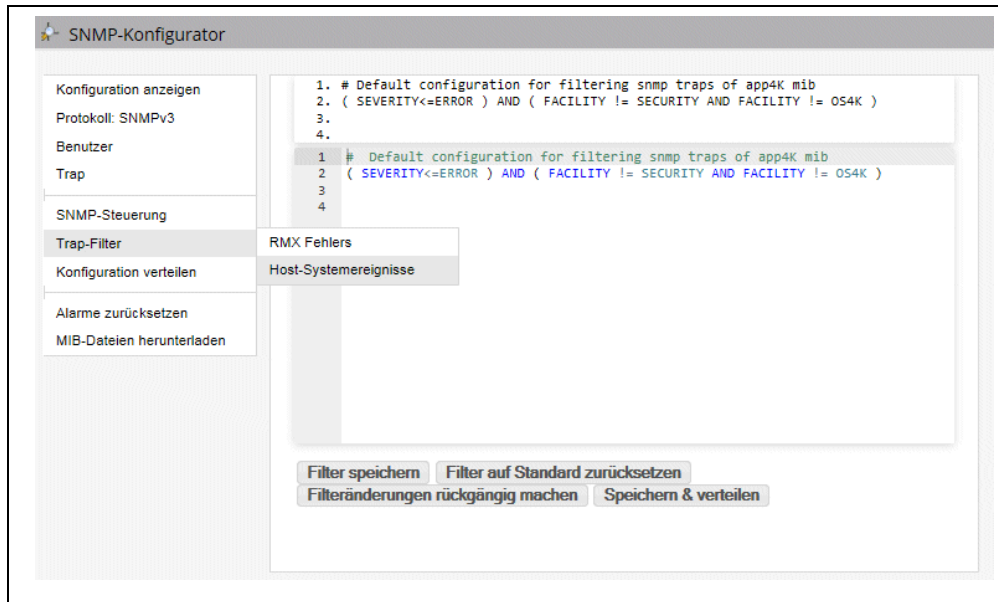 SNMP-Konfigurator
Konfiguration anzeigen
Protokoll: SNMPv3
Benutzer
Trap
SNMP-Steuerung
Trap-Filter
Konfiguration verteilen
Alarme zurücksetzen
MIB-Dateien herunterladen
RMX Fehlers
Host-Systemereignisse
1. # Default configuration for filtering snmp traps of app4K mib
2. ( SEVERITY<=ERROR ) AND ( FACILITY != SECURITY AND FACILITY != OS4K )
3.
4.
1 # Default configuration for filtering snmp traps of app4K mib
2 ( SEVERITY<=ERROR ) AND ( FACILITY != SECURITY AND FACILITY != OS4K )
3
4
Filter speichern Filter auf Standard zurücksetzen
Filteränderungen rückgängig machen Speichern & verteilen